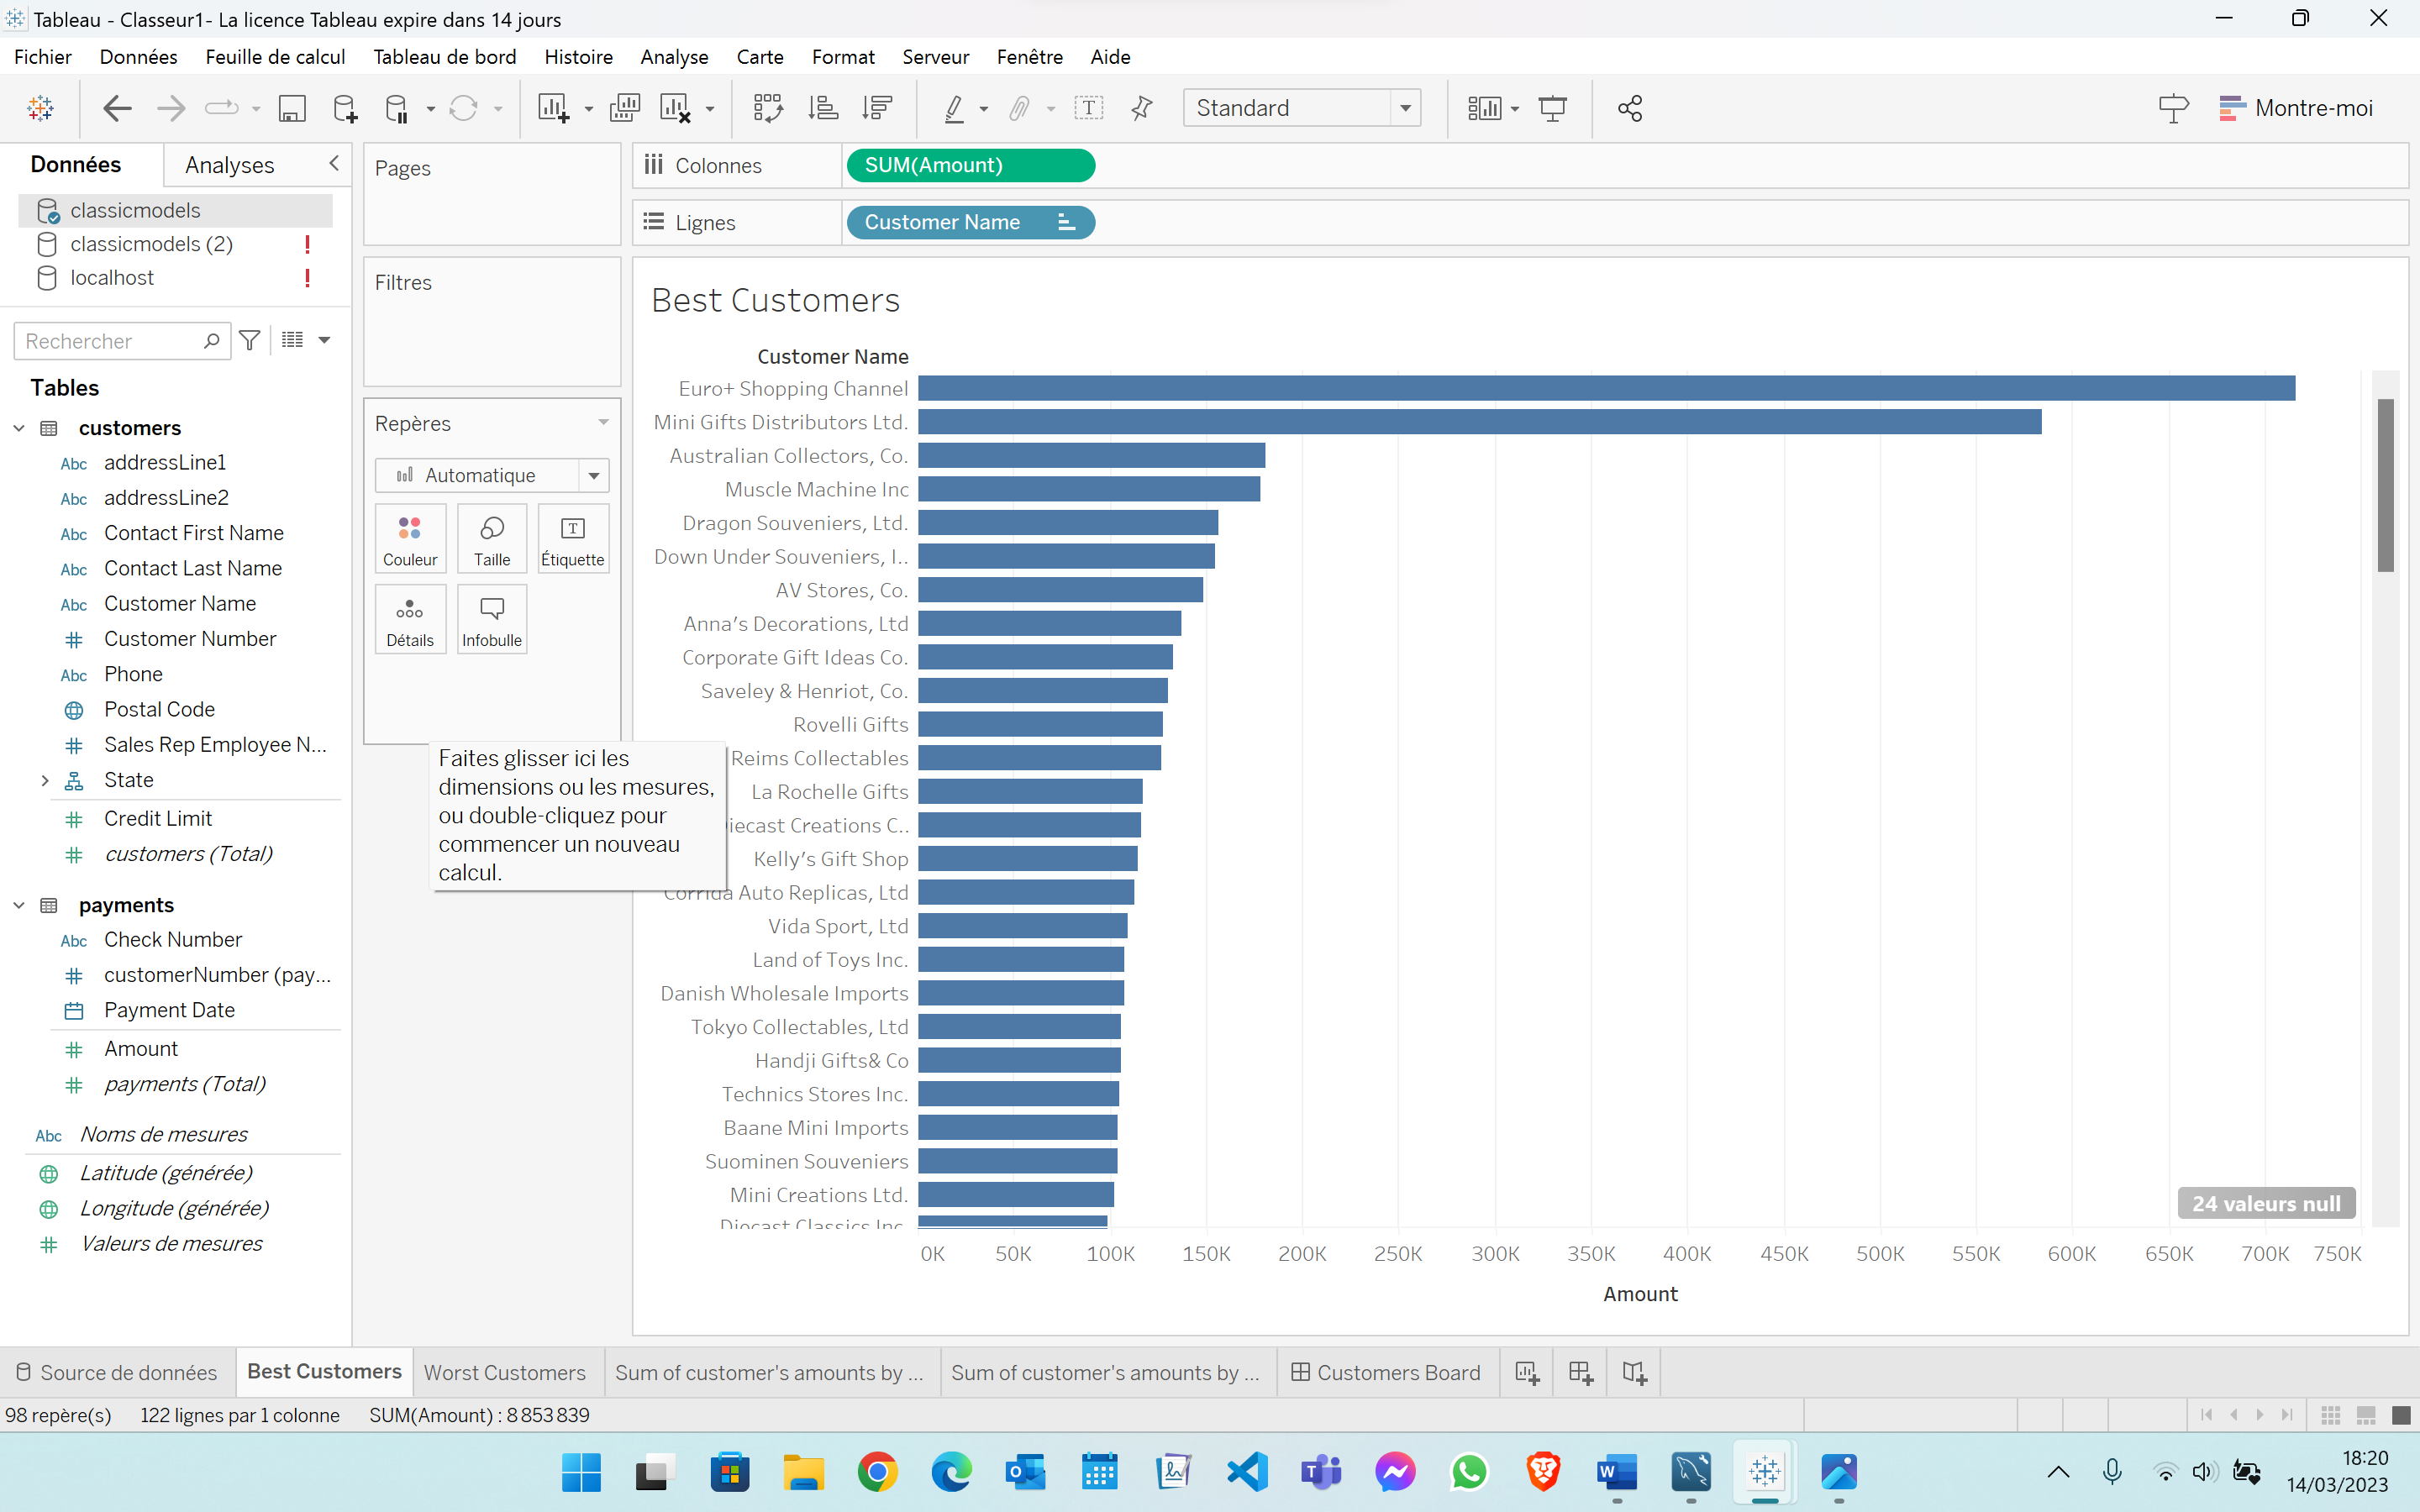 Tableau - Classeur1- La licence Tableau expire dans 14 jours
Fichier Données Feuille de calcul Tableau de bord Histoire Analyse Carte Format Serveur Fenêtre Aide
Standard
Montre-moi
Données Analyses
classicmodels
classicmodels (2)
localhost
Rechercher
Tables
customers
Abc addressLine1
Abc addressLine2
Abc Contact First Name
Abc Contact Last Name
Abc Customer Name
Customer Number
Abc Phone
Postal Code
Sales Rep Employee N...
State
Credit Limit
customers (Total)
payments
Abc Check Number
customerNumber (pay...
Payment Date
Amount
payments (Total)
Abc Noms de mesures
Latitude (générée)
Longitude (générée)
Valeurs de mesures
Pages
Filtres
Repères
Automatique
Couleur Taille Étiquette
Détails Infobulle
Faites glisser ici les
dimensions ou les mesures,
ou double-cliquez pour
commencer un nouveau
calcul.
Colonnes SUM(Amount)
Lignes Customer Name
Best Customers
Customer Name
Euro+ Shopping Channel
Mini Gifts Distributors Ltd.
Australian Collectors, Co.
Muscle Machine Inc
Dragon Souveniers, Ltd.
Down Under Souveniers, I..
AV Stores, Co.
Anna's Decorations, Ltd
Corporate Gift Ideas Co.
Saveley & Henriot, Co.
Rovelli Gifts
Reims Collectables
La Rochelle Gifts
iecast Creations C..
Kelly's Gift Shop
Corrida Auto Replicas, Ltd
Vida Sport, Ltd
Land of Toys Inc.
Danish Wholesale Imports
Tokyo Collectables, Ltd
Handji Gifts& Co
Technics Stores Inc.
Baane Mini Imports
Suominen Souveniers
Mini Creations Ltd.
Diecast Classics Inc.
24 valeurs null
0K 50K 100K 150K 200K 250K 300K 350K 400K 450K 500K 550K 600K 650K 700K 750K
Amount
Source de données Best Customers Worst Customers Sum of customer's amounts by ... Sum of customer's amounts by ... Customers Board
98 repère(s) 122 lignes par 1 colonne SUM(Amount) : 8 853 839
18:20
14/03/2023